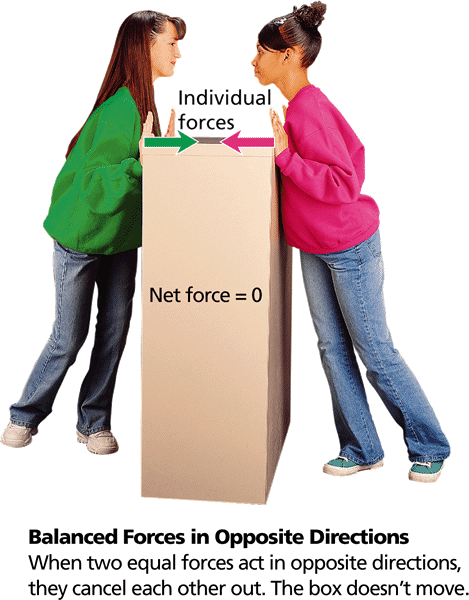 Individual
forces
Net force = 0
Balanced Forces in Opposite Directions
When two equal forces act in opposite directions,
they cancel each other out. The box doesn't move.